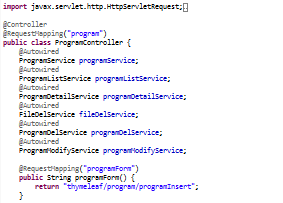 import javax.servlet.http.HttpServletRequest;
@Controller
@RequestMapping("program")
public class ProgramController {
@Autowired
ProgramService programService;
@Autowired
ProgramListService programListService;
@Autowired
ProgramDetailService programDetailService;
@Autowired
FileDelService fileDelService;
@Autowired
ProgramDelService programDelService;
@Autowired
ProgramModifyService programModifyService;
@RequestMapping("programForm")
public String programForm() {
return "thymeleaf/program/programInsert";
}